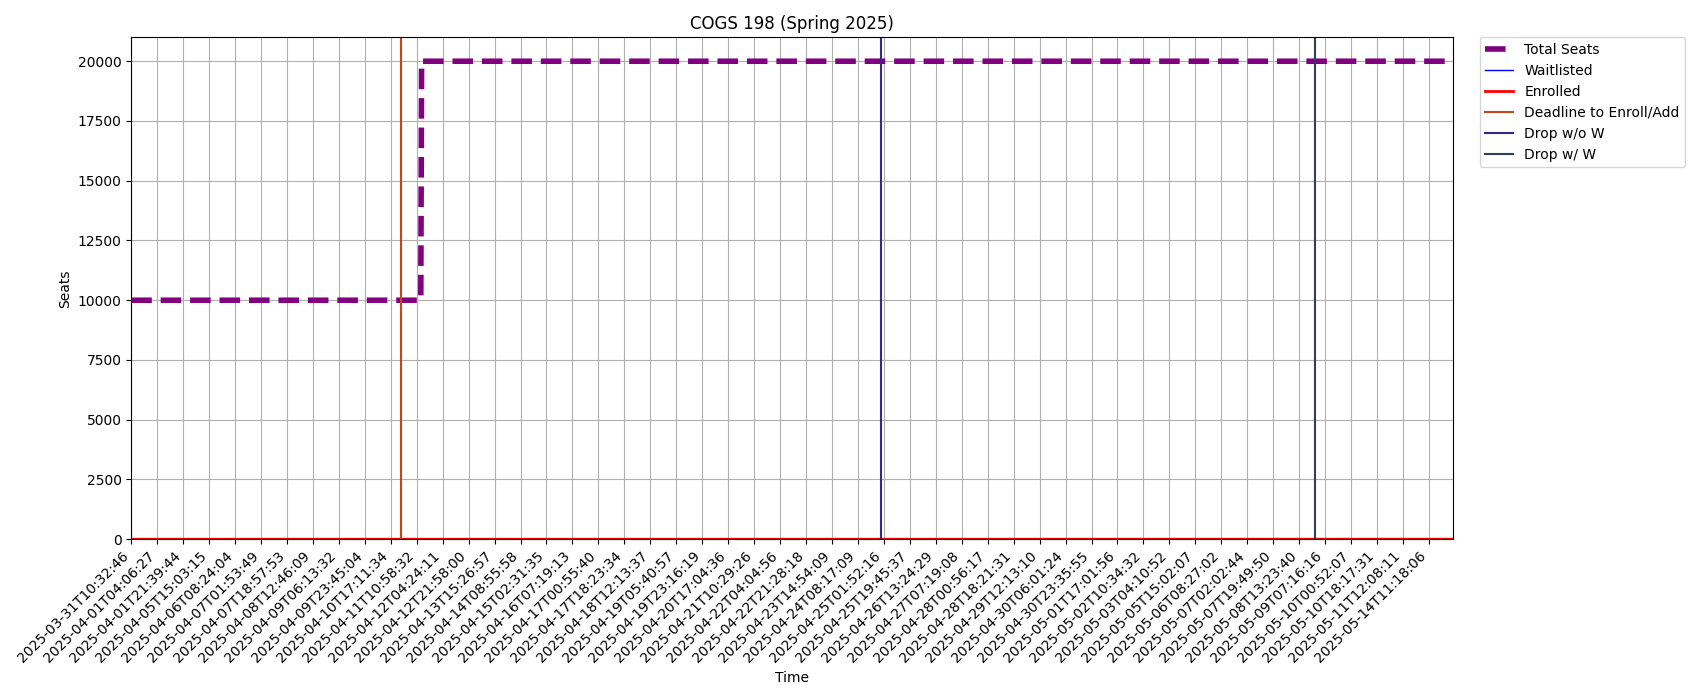 COGS 198 (Spring 2025)
Total Seats
Waitlisted
Enrolled
Deadline to Enroll/Add
Drop w/o W
Drop w/ W
20000
17500
15000
12500
10000
7500
5000
2500
0
Seats
2025-03-31T10:32:46
2025-04-01T04:06:27
2025-04-01T21:39:44
2025-04-05T15:03:15
2025-04-06T08:24:04
2025-04-07T01:53:49
2025-04-07T18:57:53
2025-04-08T12:46:09
2025-04-09T06:13:32
2025-04-09T23:45:04
2025-04-10T17:11:34
2025-04-11T10:58:32
2025-04-12T04:24:11
2025-04-12T21:58:00
2025-04-13T15:26:57
2025-04-14T08:55:58
2025-04-15T02:31:35
2025-04-16T07:19:13
2025-04-17T00:55:40
2025-04-17T18:23:34
2025-04-18T12:13:37
2025-04-19T05:40:57
2025-04-19T23:16:19
2025-04-20T17:04:36
2025-04-21T10:29:26
2025-04-22T04:04:56
2025-04-22T21:28:18
2025-04-23T14:54:09
2025-04-24T08:17:09
2025-04-25T01:52:16
2025-04-25T19:45:37
2025-04-26T13:24:29
2025-04-27T07:19:08
2025-04-28T00:56:17
2025-04-28T18:21:31
2025-04-29T12:13:10
2025-04-30T06:01:24
2025-04-30T23:35:55
2025-05-01T17:01:56
2025-05-02T10:34:32
2025-05-03T04:10:52
2025-05-05T15:02:07
2025-05-06T08:27:02
2025-05-07T02:02:44
2025-05-07T19:49:50
2025-05-08T13:23:40
2025-05-09T07:16:16
2025-05-10T00:52:07
2025-05-10T18:17:31
2025-05-11T12:08:11
2025-05-14T11:18:06
Time